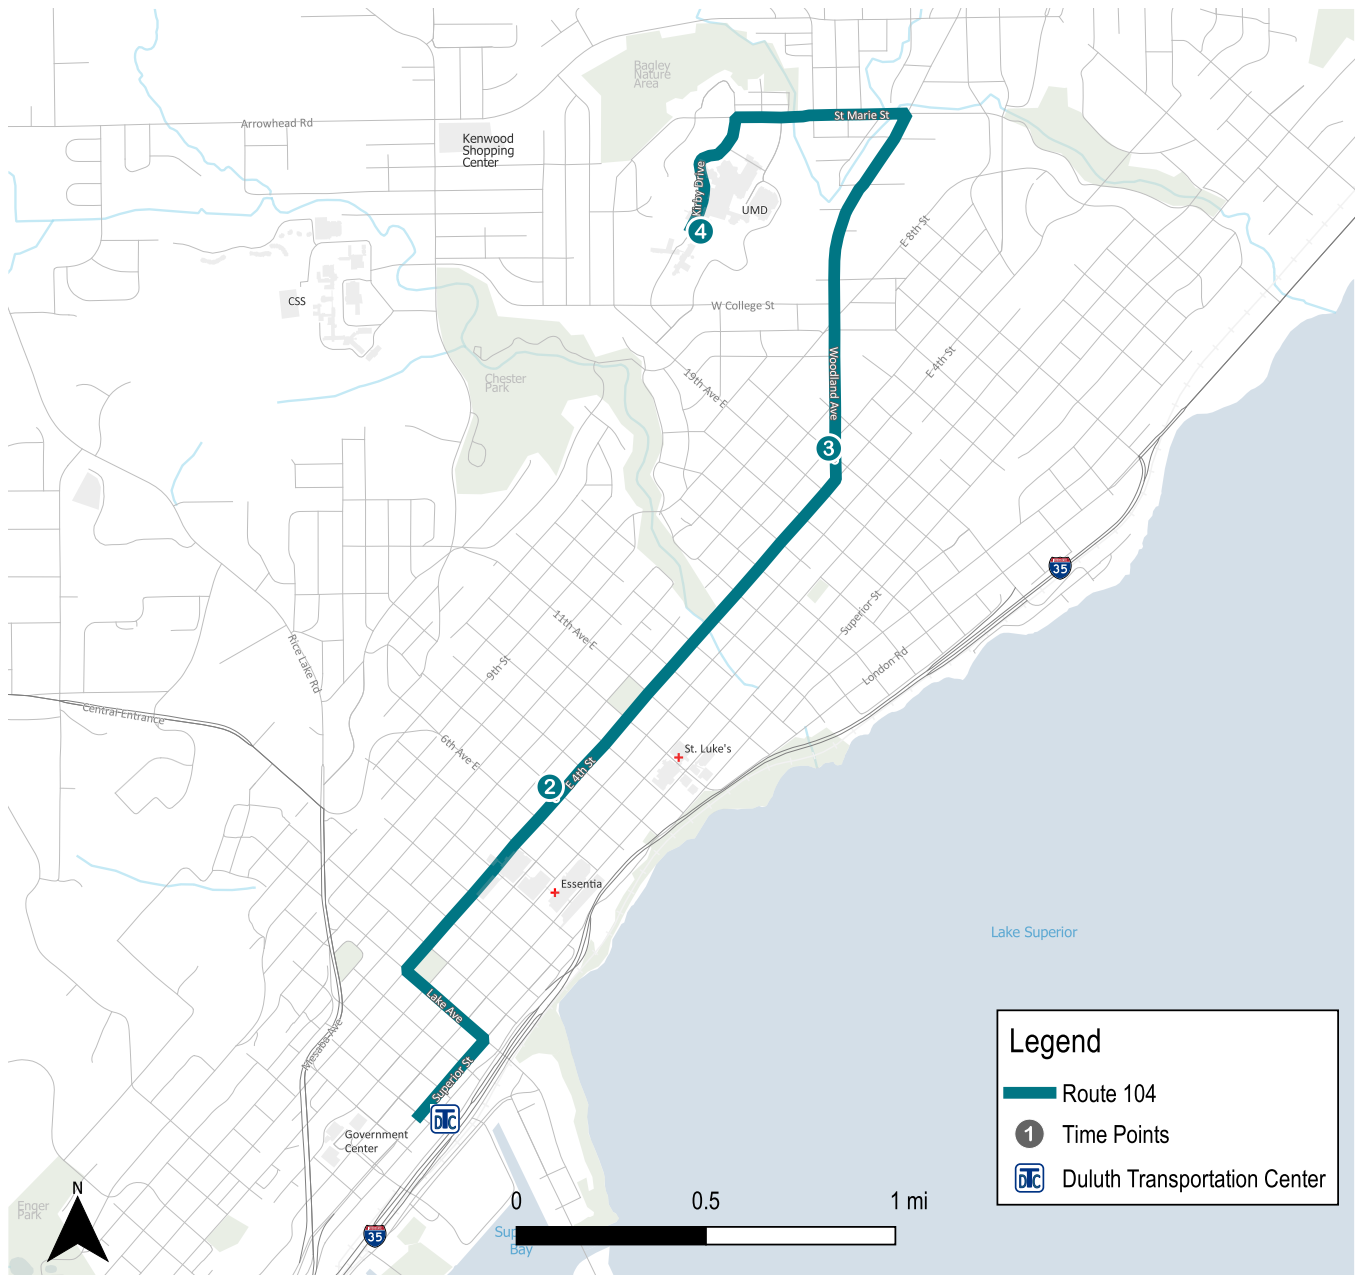 Bagley
Nature
Area
Arrowhead Rd
Kenwood
Shopping
Center
St Marie St
Kirby Drive
UMD
4
E 8th St
CSS
W College St
Woodland Ave
E 4th St
19th Ave E
Chester
Park
3
35
Superior St
11th Ave E
London Rd
9th St
Rice Lake Rd
Central Entrance
6th Ave E
St. Luke's
E 4th St
2
Essentia
Lake Superior
Lake Ave
Mesaba Ave
Superior St
DTC
Government
Center
Legend
Route 104
1 Time Points
DTC Duluth Transportation Center
Enger
Park
N
35
0 0.5 1 mi
Sup
Bay